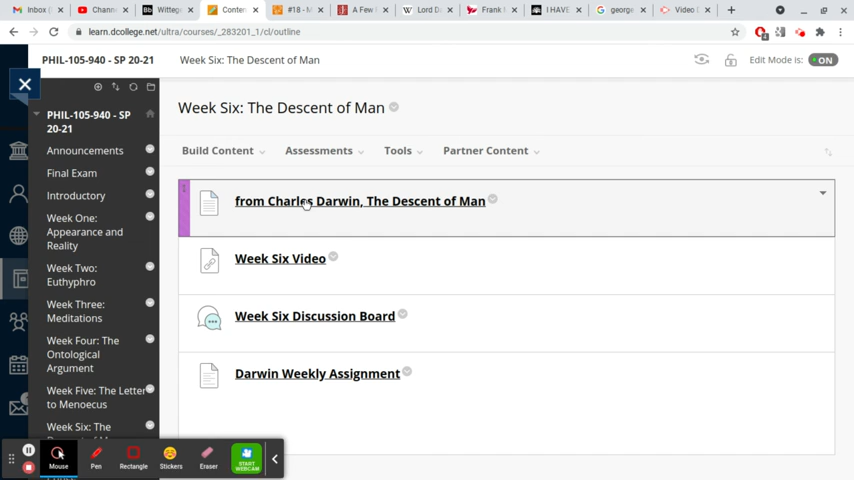 Inbox (
Channe
Bb Witteg
Conten
#18 - M
A Few
W Lord Da
Frank
I HAVE
george
Video D
learn.dcollege.net/ultra/courses/_283201_1/cl/outline
PHIL-105-940 - SP 20-21
Week Six: The Descent of Man
Edit Mode is:
ON
PHIL-105-940 - SP
20-21
Announcements
Final Exam
Introductory
Week One:
Appearance and
Reality
Week Two:
Euthyphro
Week Three:
Meditations
Week Four: The
Ontological
Argument
Week Five: The Letter
to Menoecus
Week Six: The
Week Six: The Descent of Man
Build Content
Assessments
Tools
Partner Content
from Charles Darwin, The Descent of Man
Week Six Video
Week Six Discussion Board
Darwin Weekly Assignment
Mouse
Pen
Rectangle
Stickers
Eraser
START
WEBCAM